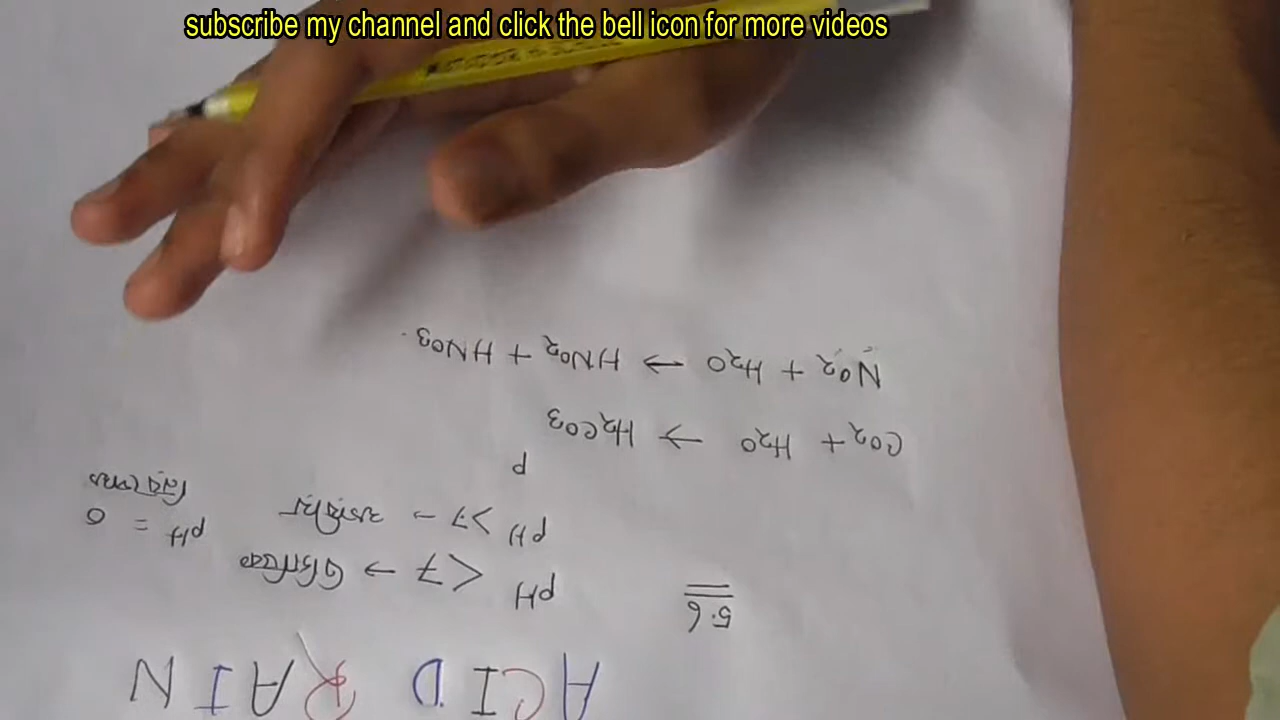 subscribe my channel and click the bell icon for more videos
ACID RAIN
5.6
pH <7 →
pH >7 -
pH = 0
p
CO2 + H2O → H2CO3
NO2 + H2O → HNO2 + HNO3.